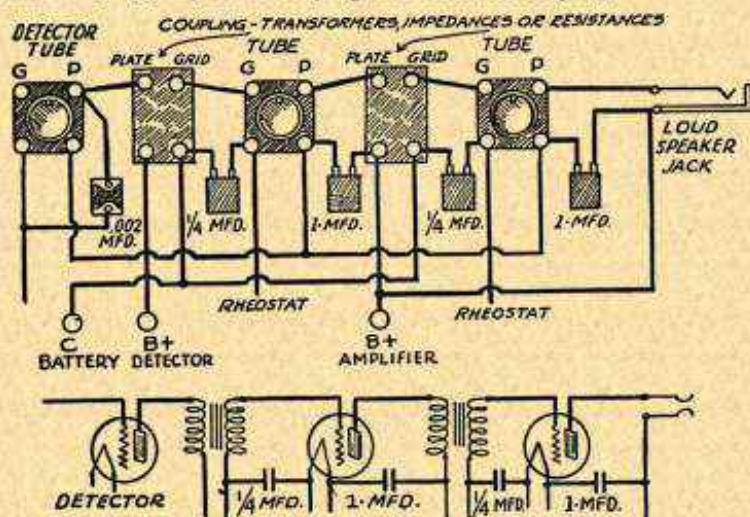 COUPLING-TRANSFORMERS, IMPEDANCES OR RESISTANCES
DETECTOR
TUBE
PLATE GRID
TUBE
PLATE GRID
TUBE
G P
G P
G P
LOUD
SPEAKER
JACK
.002
MFD.
1/4 MFD.
1-MFD.
1/4 MFD.
1-MFD.
RHEOSTAT
RHEOSTAT
C
BATTERY
B+
DETECTOR
B+
AMPLIFIER
DETECTOR
1/4 MFD.
1-MFD.
1/4 MFD
1-MFD.